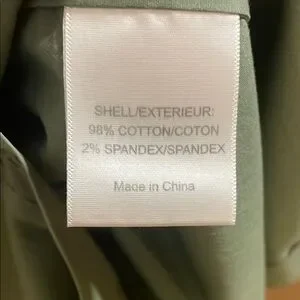 SHELL/EXTERIEUR:
98% COTTON/COTON
2% SPANDEX/SPANDEX
Made in China